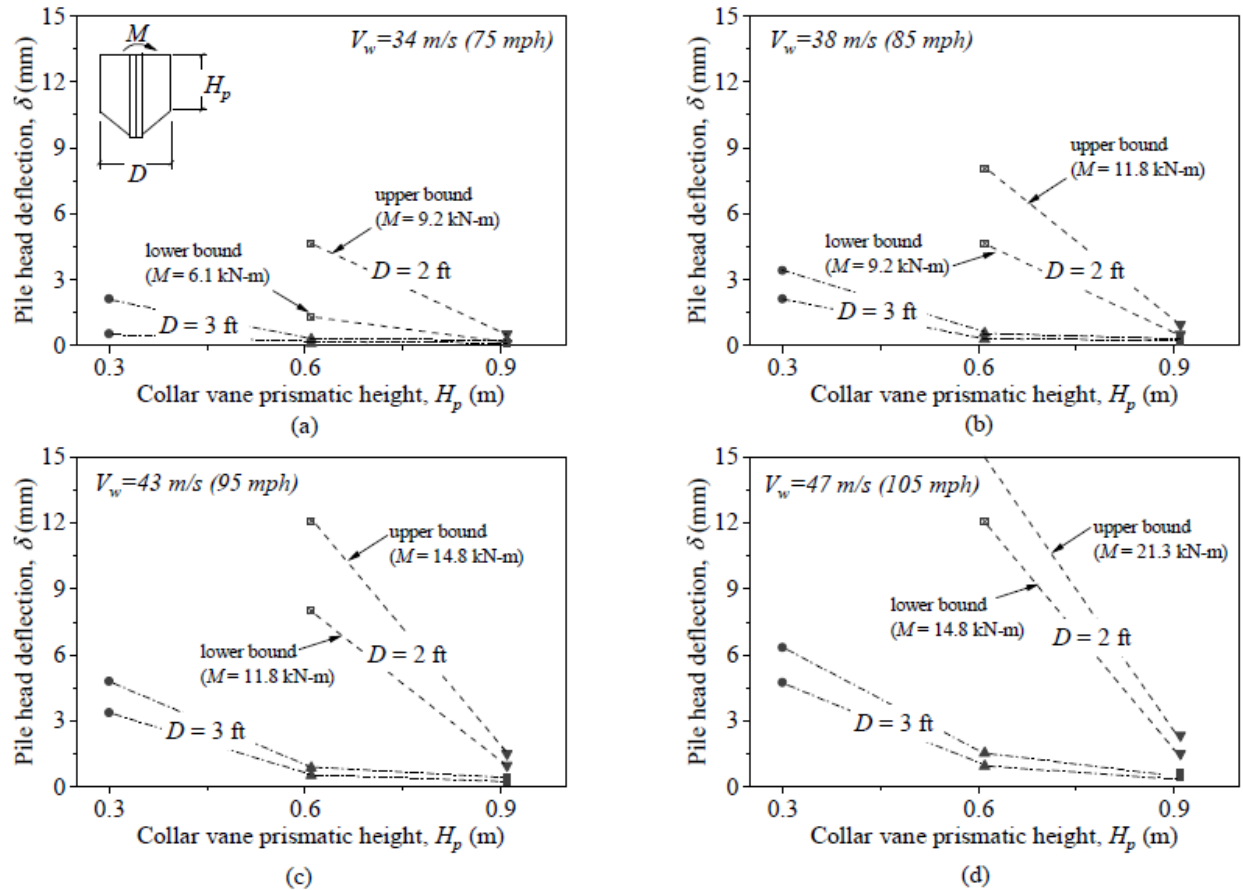 15
12
9
6
3
0
Pile head deflection, δ (mm)
M
H_p
D
V_w=34 m/s (75 mph)
upper bound
(M = 9.2 kN-m)
lower bound
(M = 6.1 kN-m)
D = 2 ft
D = 3 ft
0.3 0.6 0.9
Collar vane prismatic height, H_p (m)
(a)
15
12
9
6
3
0
Pile head deflection, δ (mm)
V_w=38 m/s (85 mph)
upper bound
(M = 11.8 kN-m)
lower bound
(M = 9.2 kN-m)
D = 2 ft
D = 3 ft
0.3 0.6 0.9
Collar vane prismatic height, H_p (m)
(b)
15
12
9
6
3
0
Pile head deflection, δ (mm)
V_w=43 m/s (95 mph)
upper bound
(M = 14.8 kN-m)
lower bound
(M = 11.8 kN-m)
D = 2 ft
D = 3 ft
0.3 0.6 0.9
Collar vane prismatic height, H_p (m)
(c)
15
12
9
6
3
0
Pile head deflection, δ (mm)
V_w=47 m/s (105 mph)
upper bound
(M = 21.3 kN-m)
lower bound
(M = 14.8 kN-m)
D = 2 ft
D = 3 ft
0.3 0.6 0.9
Collar vane prismatic height, H_p (m)
(d)